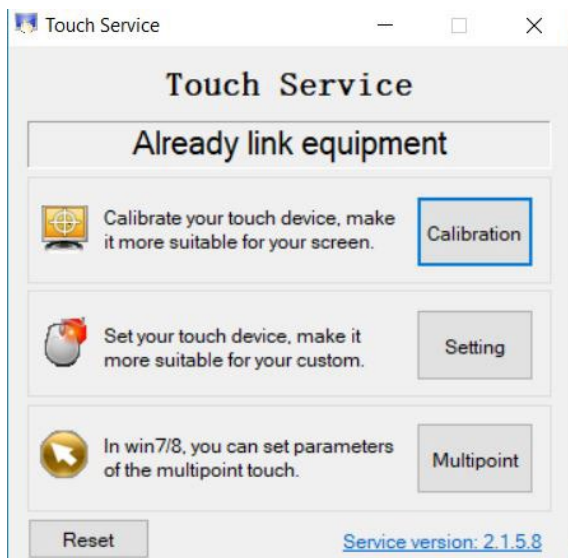 Touch Service
Touch Service
Already link equipment
Calibrate your touch device, make
it more suitable for your screen.
Calibration
Set your touch device, make it
more suitable for your custom.
Setting
In win7/8, you can set parameters
of the multipoint touch.
Multipoint
Reset
Service version: 2.1.5.8